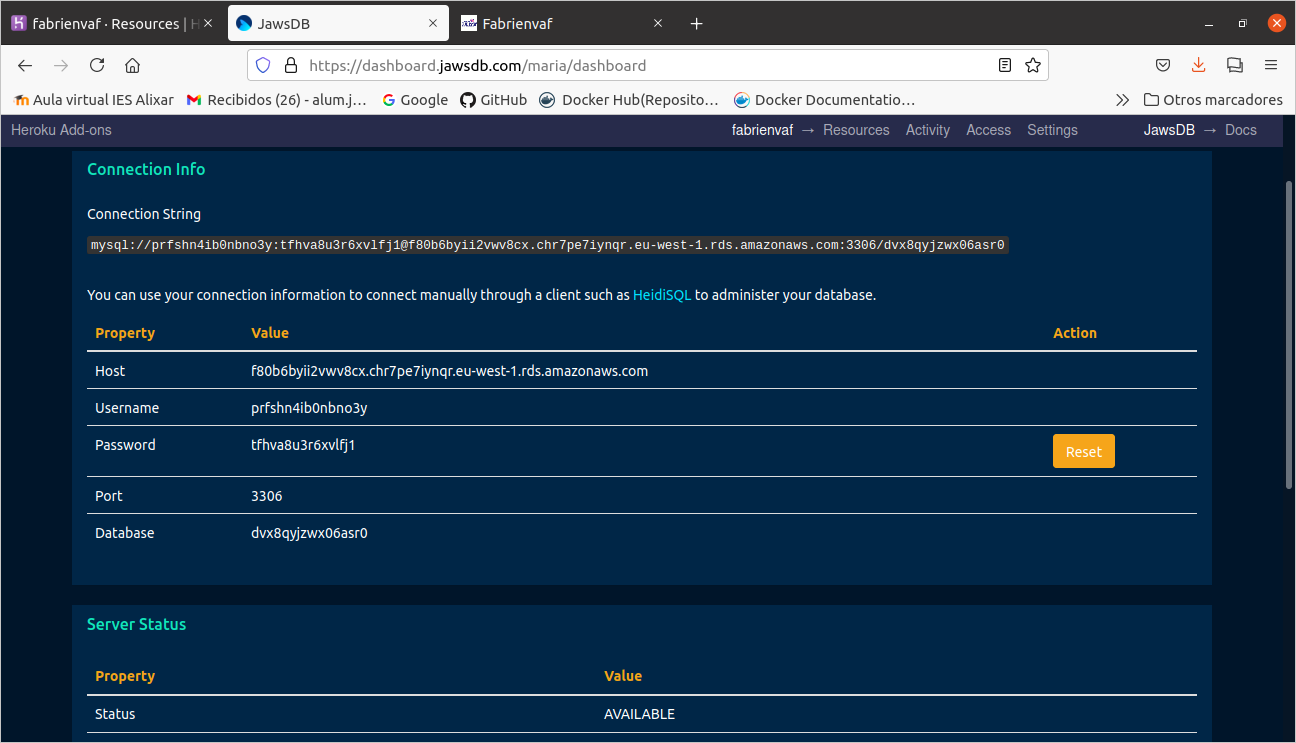 fabrienvaf · Resources | H
JawsDB
Fabrienvaf
https://dashboard.jawsdb.com/maria/dashboard
Aula virtual IES Alixar
Recibidos (26) - alum.j…
Google
GitHub
Docker Hub(Reposito…
Docker Documentatio…
Otros marcadores
Heroku Add-ons
fabrienvaf → Resources Activity Access Settings JawsDB → Docs
Connection Info
Connection String
mysql://prfshn4ib0nbno3y:tfhva8u3r6xvlfj1@f80b6byii2vwv8cx.chr7pe7iynqr.eu-west-1.rds.amazonaws.com:3306/dvx8qyjzwx06asr0
You can use your connection information to connect manually through a client such as HeidiSQL to administer your database.
Property Value Action
Host f80b6byii2vwv8cx.chr7pe7iynqr.eu-west-1.rds.amazonaws.com
Username prfshn4ib0nbno3y
Password tfhva8u3r6xvlfj1 Reset
Port 3306
Database dvx8qyjzwx06asr0
Server Status
Property Value
Status AVAILABLE